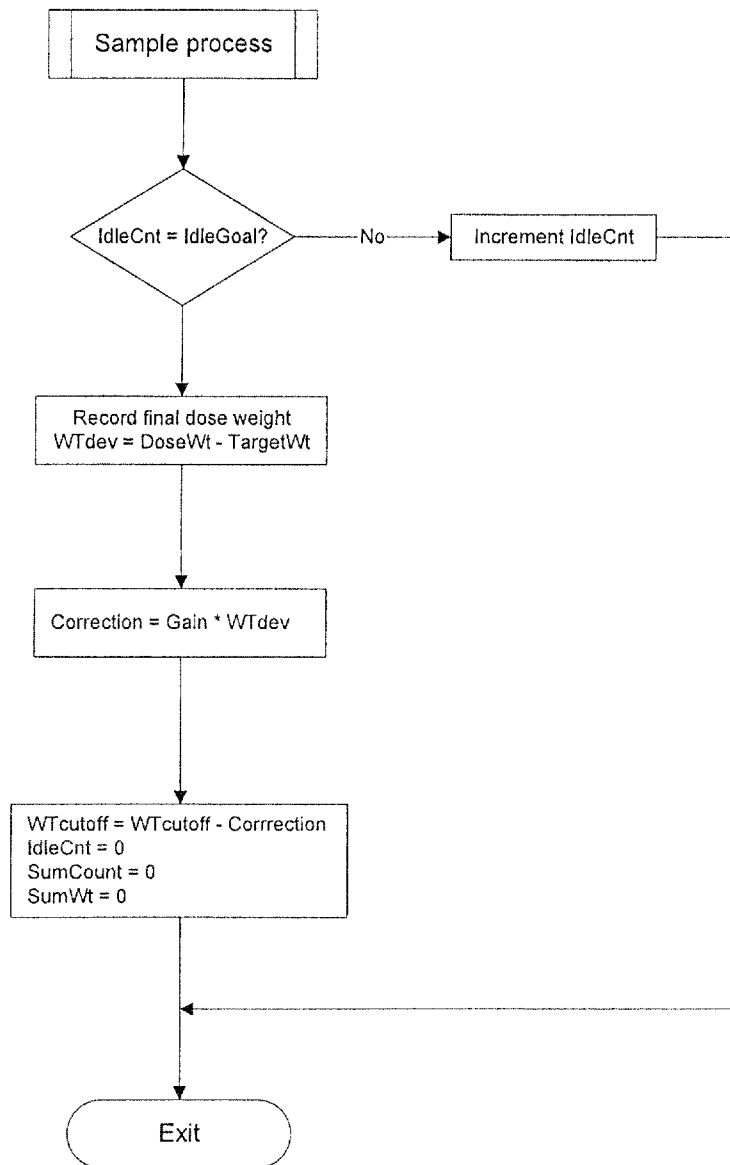 Sample process
IdleCnt = IdleGoal?
No
Increment IdleCnt
Record final dose weight
WTdev = DoseWt - TargetWt
Correction = Gain * WTdev
WTcutoff = WTcutoff - Corrrection
IdleCnt = 0
SumCount = 0
SumWt = 0
Exit